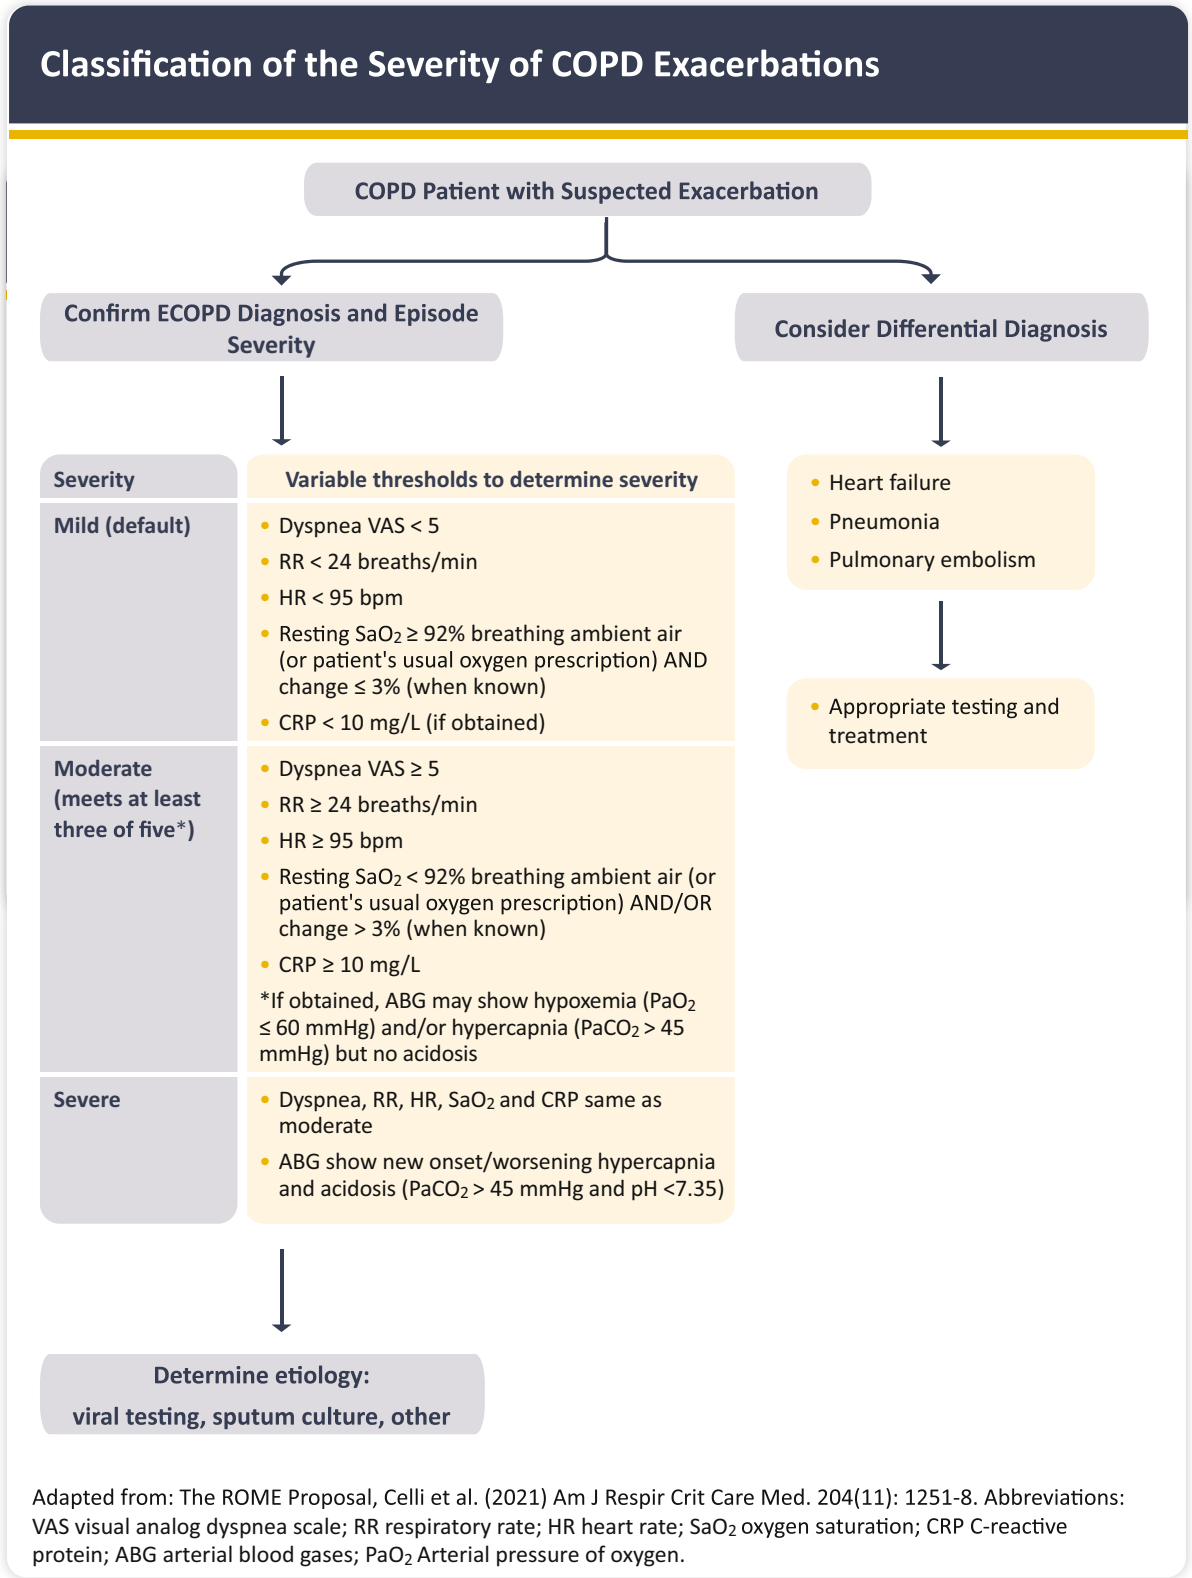 Classification of the Severity of COPD Exacerbations
COPD Patient with Suspected Exacerbation
Confirm ECOPD Diagnosis and Episode
Severity
Consider Differential Diagnosis
Severity
Variable thresholds to determine severity
Mild (default)
• Dyspnea VAS < 5
• RR < 24 breaths/min
• HR < 95 bpm
• Resting SaO₂ ≥ 92% breathing ambient air
(or patient's usual oxygen prescription) AND
change ≤ 3% (when known)
• CRP < 10 mg/L (if obtained)
Moderate
(meets at least
three of five*)
• Dyspnea VAS ≥ 5
• RR ≥ 24 breaths/min
• HR ≥ 95 bpm
• Resting SaO₂ < 92% breathing ambient air (or
patient's usual oxygen prescription) AND/OR
change > 3% (when known)
• CRP ≥ 10 mg/L
*If obtained, ABG may show hypoxemia (PaO₂
≤ 60 mmHg) and/or hypercapnia (PaCO₂ > 45
mmHg) but no acidosis
Severe
• Dyspnea, RR, HR, SaO₂ and CRP same as
moderate
• ABG show new onset/worsening hypercapnia
and acidosis (PaCO₂ > 45 mmHg and pH <7.35)
• Heart failure
• Pneumonia
• Pulmonary embolism
• Appropriate testing and
treatment
Determine etiology:
viral testing, sputum culture, other
Adapted from: The ROME Proposal, Celli et al. (2021) Am J Respir Crit Care Med. 204(11): 1251-8. Abbreviations:
VAS visual analog dyspnea scale; RR respiratory rate; HR heart rate; SaO₂ oxygen saturation; CRP C-reactive
protein; ABG arterial blood gases; PaO₂ Arterial pressure of oxygen.